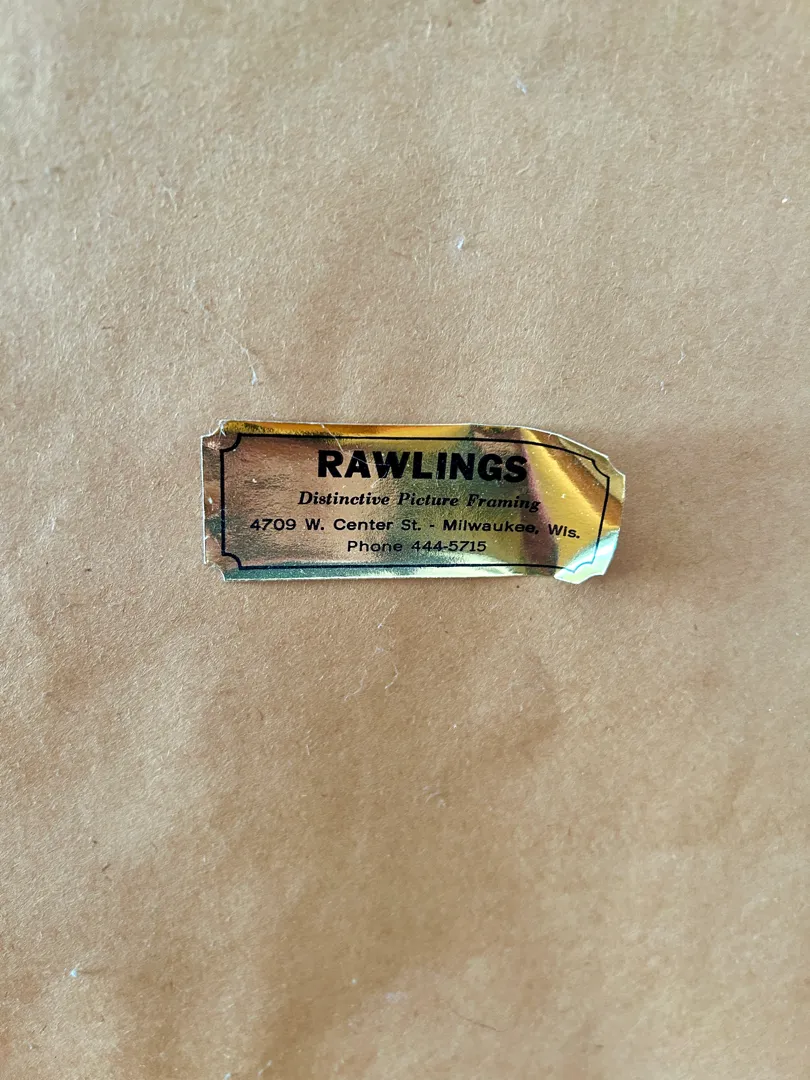 RAWLINGS
Distinctive Picture Framing
4709 W. Center St. - Milwaukee, Wis.
Phone 444-5715